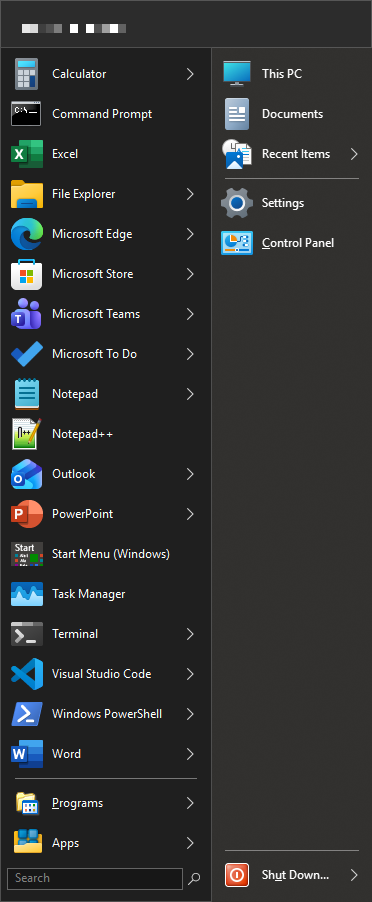 Calculator
Command Prompt
Excel
File Explorer
Microsoft Edge
Microsoft Store
Microsoft Teams
Microsoft To Do
Notepad
Notepad++
Outlook
PowerPoint
Start Menu (Windows)
Task Manager
Terminal
Visual Studio Code
Windows PowerShell
Word
Programs
Apps
Search
This PC
Documents
Recent Items
Settings
Control Panel
Shut Down...